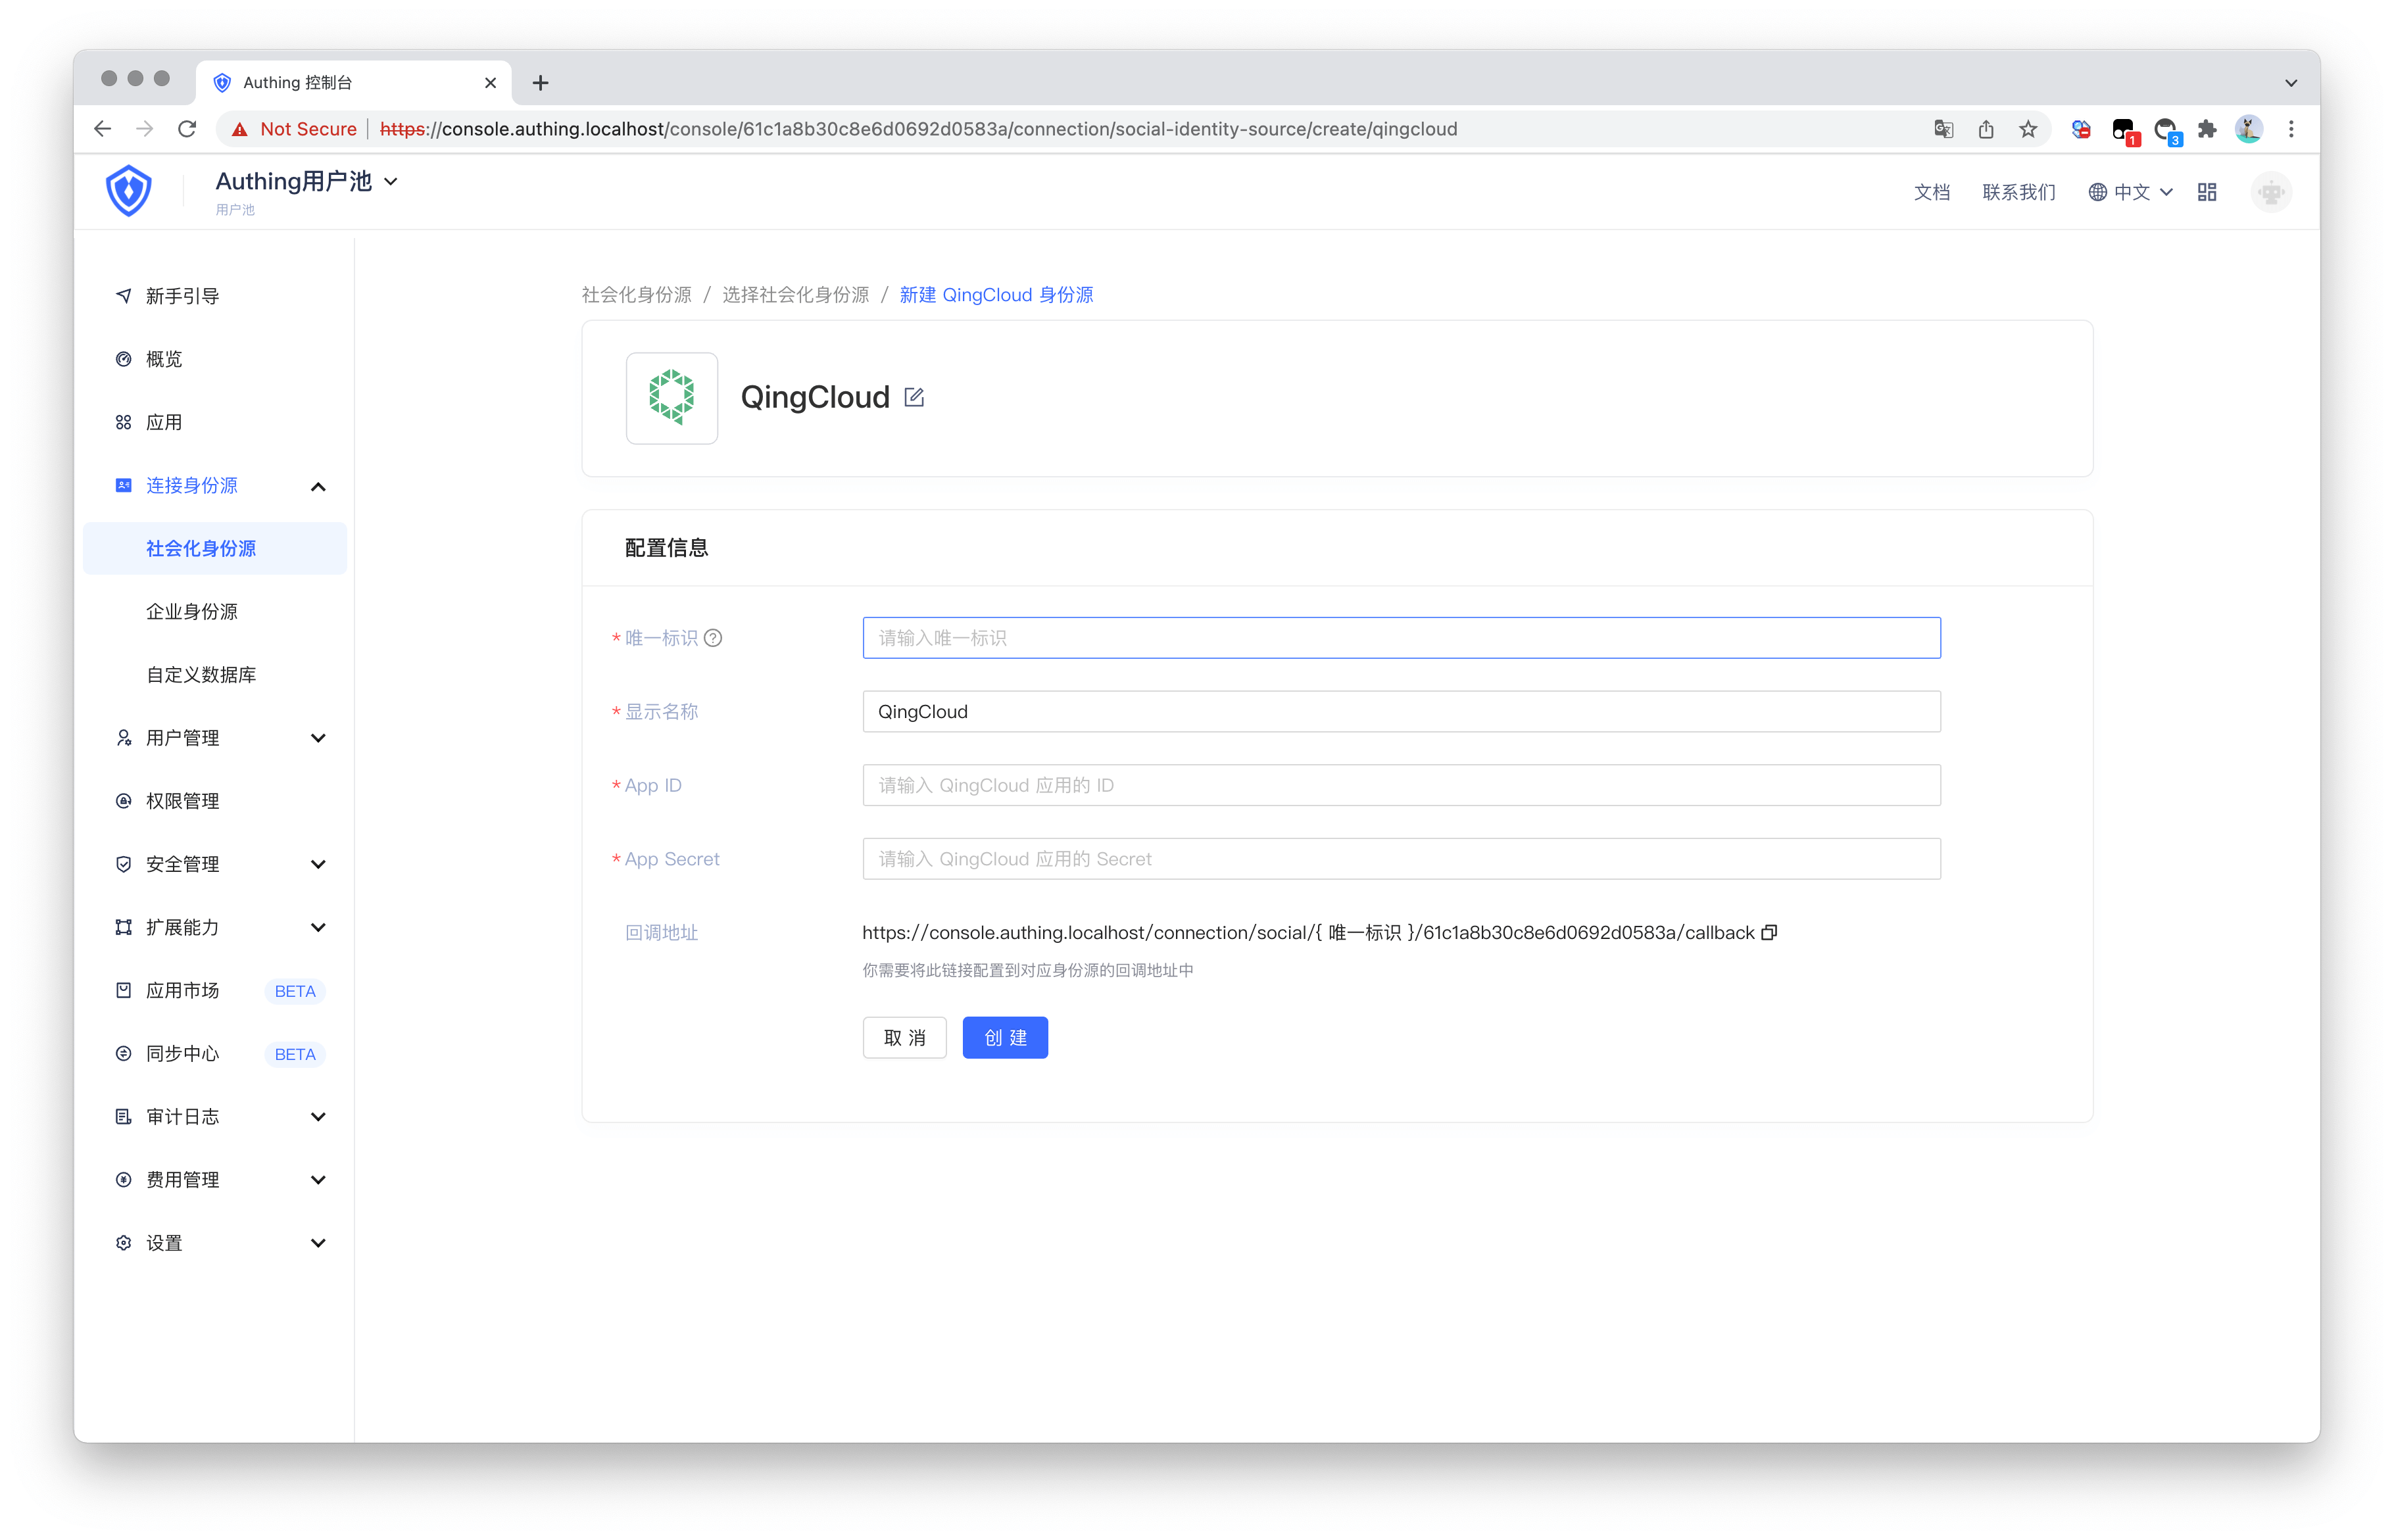 Authing 控制台
Not Secure https://console.authing.localhost/console/61c1a8b30c8e6d0692d0583a/connection/social-identity-source/create/qingcloud
1
3
Authing用户池
用户池
文档 联系我们 中文
新手引导
概览
应用
连接身份源
社会化身份源
企业身份源
自定义数据库
用户管理
权限管理
安全管理
扩展能力
应用市场 BETA
同步中心 BETA
审计日志
费用管理
设置
社会化身份源 / 选择社会化身份源 / 新建 QingCloud 身份源
QingCloud
配置信息
* 唯一标识 请输入唯一标识
* 显示名称 QingCloud
* App ID 请输入 QingCloud 应用的 ID
* App Secret 请输入 QingCloud 应用的 Secret
回调地址 https://console.authing.localhost/connection/social/{ 唯一标识 }/61c1a8b30c8e6d0692d0583a/callback
你需要将此链接配置到对应身份源的回调地址中
取 消 创 建